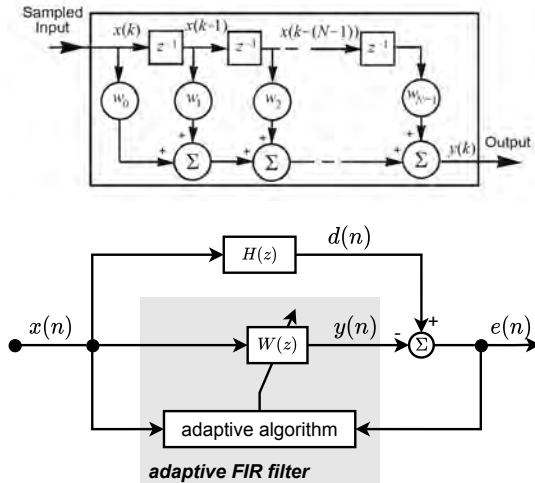 Sampled
Input
x(k) z⁻¹ x(k-1) z⁻¹ x(k-(N-1)) z⁻¹
w₀ w₁ w₂ w_{N-1}
+ + + +
Σ + Σ + Σ y(k) Output
H(z) d(n)
x(n) W(z) y(n) - + Σ e(n)
adaptive algorithm
adaptive FIR filter